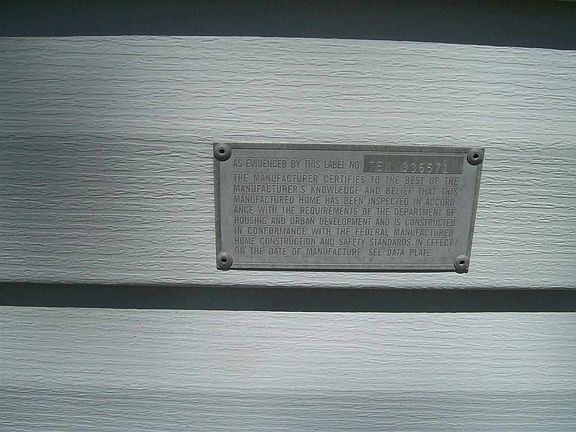 AS EVIDENCED BY THIS LABEL NO.
THE MANUFACTURER CERTIFIES TO THE BEST OF THE
MANUFACTURER'S KNOWLEDGE AND BELIEF THAT THIS
MANUFACTURED HOME HAS BEEN INSPECTED IN ACCORD-
ANCE WITH THE REQUIREMENTS OF THE DEPARTMENT OF
HOUSING AND URBAN DEVELOPMENT AND IS CONSTRUCTED
IN CONFORMANCE WITH THE FEDERAL MANUFACTURED
HOME CONSTRUCTION AND SAFETY STANDARDS IN EFFECT
ON THE DATE OF MANUFACTURE. SEE DATA PLATE.